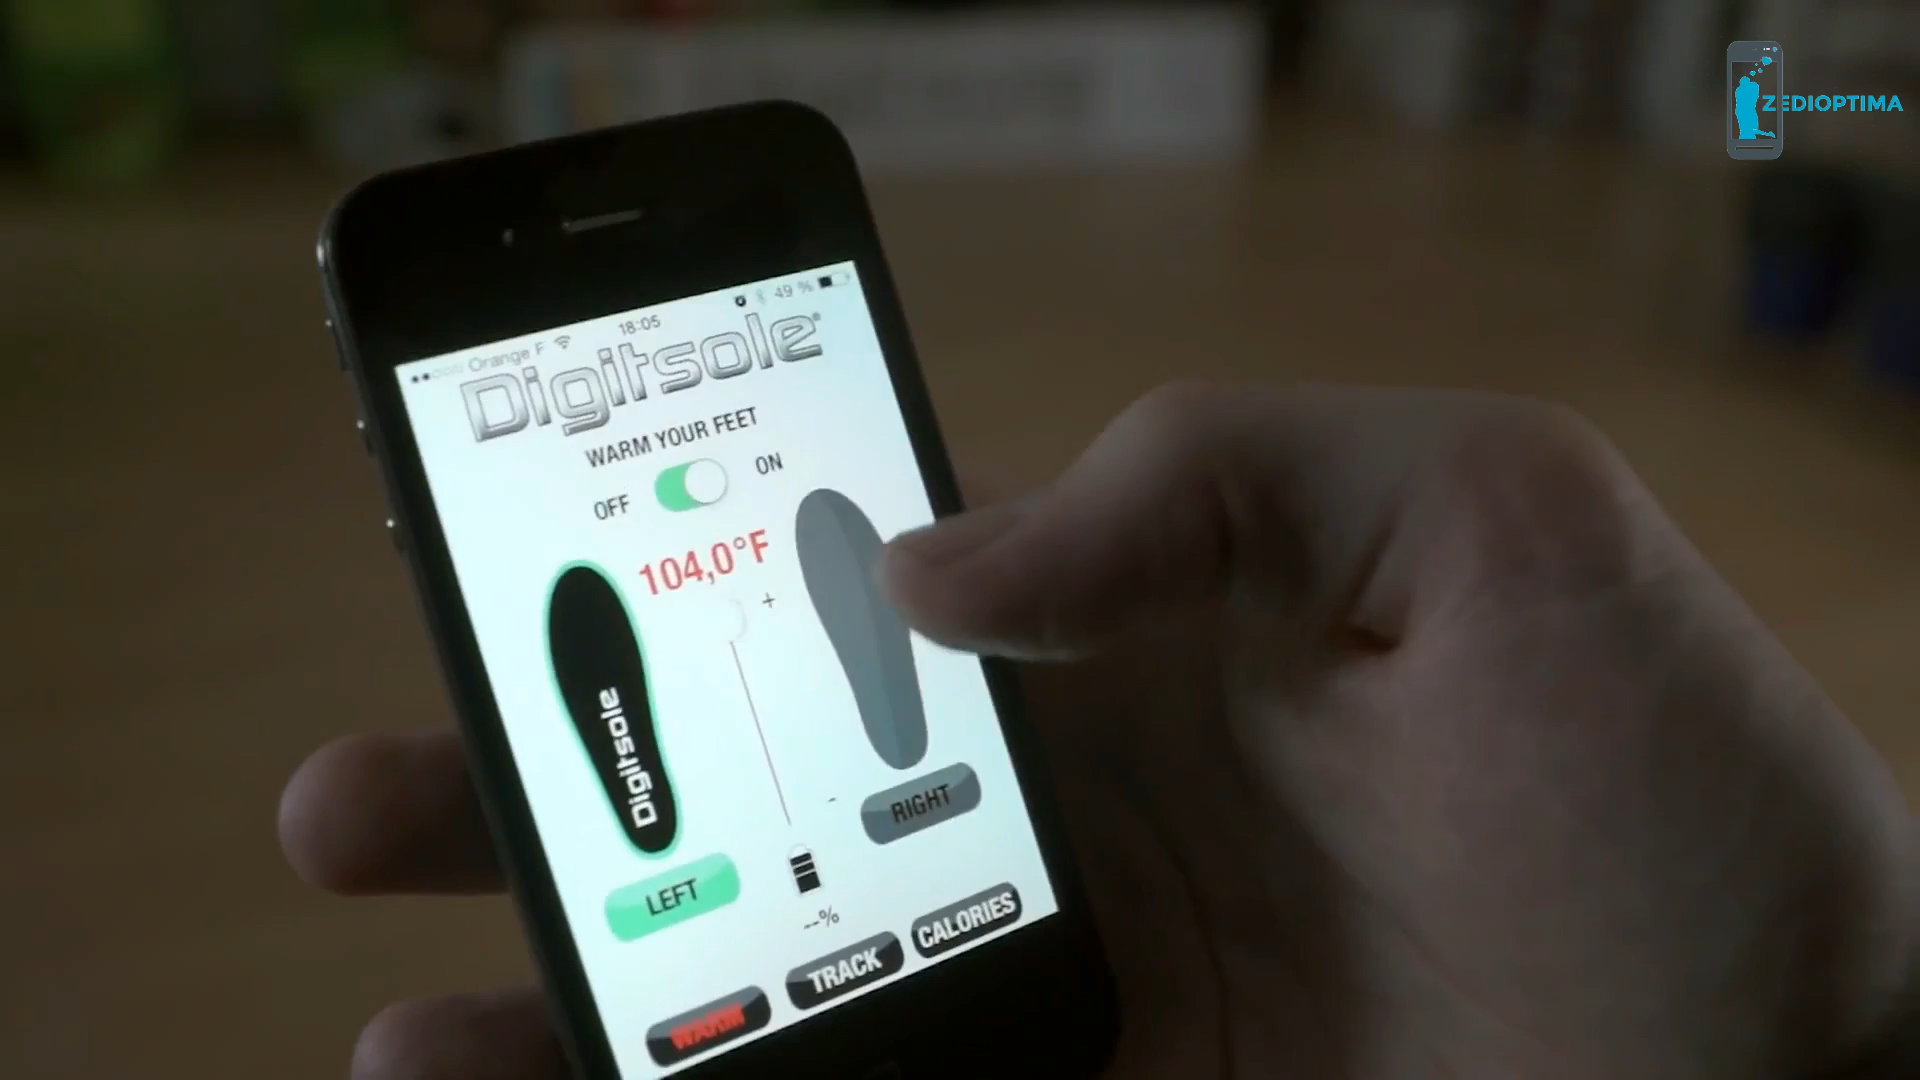 ZEDIOPTIMA
Orange F 18:05 49 %
Digitsole®
WARM YOUR FEET
OFF ON
104,0°F
+
Digitsole
-
LEFT RIGHT
--%
WARM TRACK CALORIES